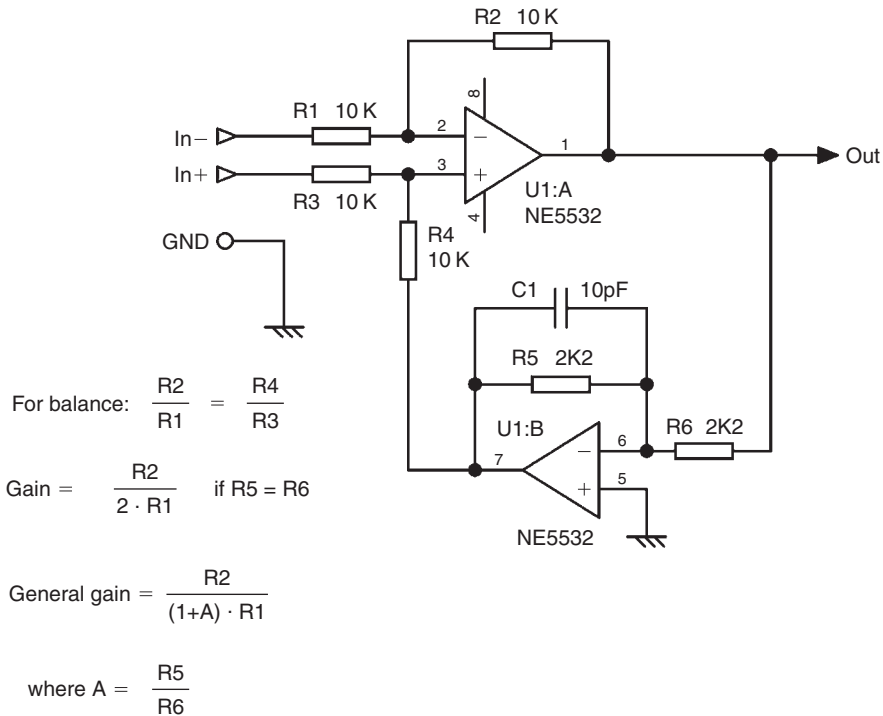 R2 10 K
R1 10 K
8
In−
2
−
1
Out
In+
3
+
R3 10 K
4
U1:A
NE5532
R4
10 K
GND
C1 10pF
R5 2K2
For balance: R2 / R1 = R4 / R3
U1:B
R6 2K2
7
−
6
+
5
NE5532
Gain = R2 / 2 · R1 if R5 = R6
General gain = R2 / (1+A) · R1
where A = R5 / R6